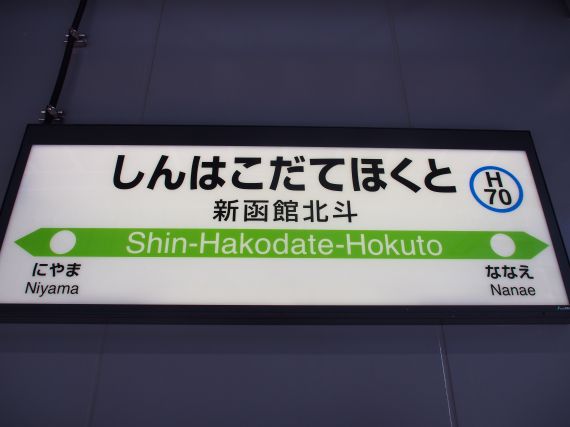 しんはこだてほくと
H
70
新函館北斗
Shin-Hakodate-Hokuto
にやま
ななえ
Niyama
Nanae